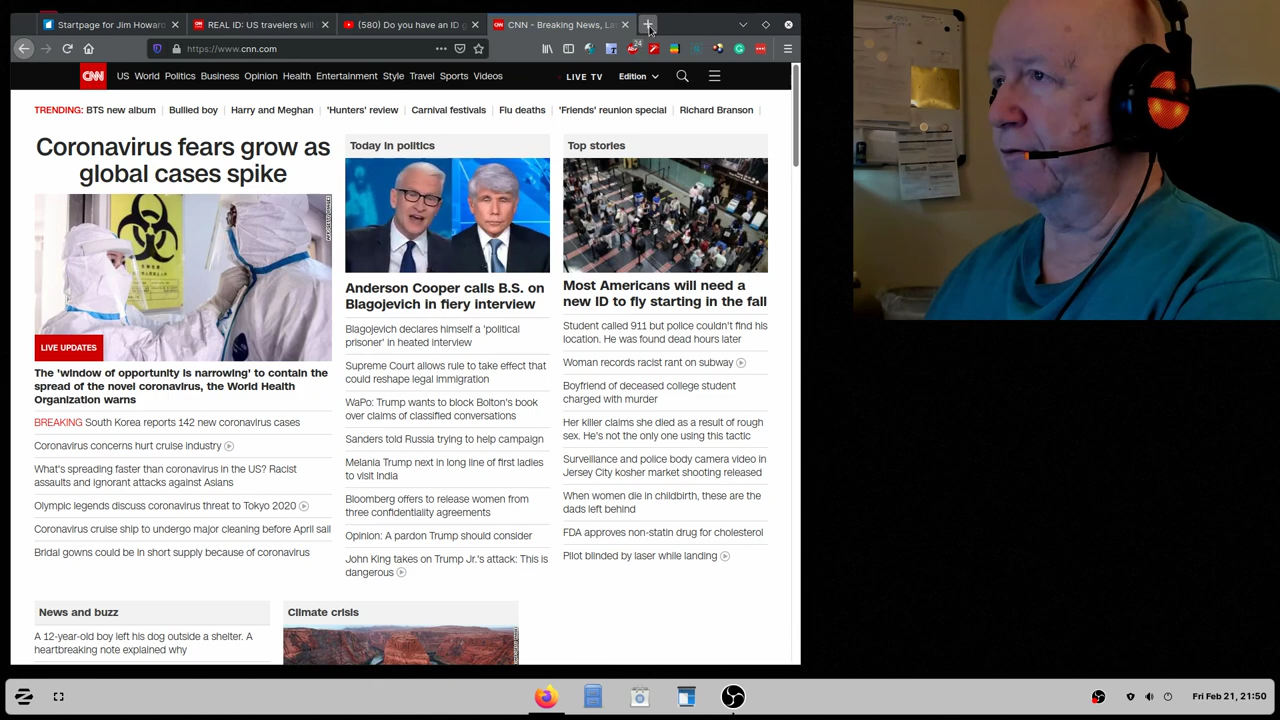 Startpage for Jim Howard
REAL ID: US travelers will
(580) Do you have an ID
CNN - Breaking News, La
https://www.cnn.com
24
CNN
US World Politics Business Opinion Health Entertainment Style Travel Sports Videos
LIVE TV
Edition
TRENDING: BTS new album Bullied boy Harry and Meghan 'Hunters' review Carnival festivals Flu deaths 'Friends' reunion special Richard Branson
Coronavirus fears grow as
global cases spike
LIVE UPDATES
The 'window of opportunity is narrowing' to contain the
spread of the novel coronavirus, the World Health
Organization warns
BREAKING South Korea reports 142 new coronavirus cases
Coronavirus concerns hurt cruise industry
What's spreading faster than coronavirus in the US? Racist
assaults and ignorant attacks against Asians
Olympic legends discuss coronavirus threat to Tokyo 2020
Coronavirus cruise ship to undergo major cleaning before April sail
Bridal gowns could be in short supply because of coronavirus
Today in politics
Anderson Cooper calls B.S. on
Blagojevich in fiery interview
Blagojevich declares himself a 'political
prisoner' in heated interview
Supreme Court allows rule to take effect that
could reshape legal immigration
WaPo: Trump wants to block Bolton's book
over claims of classified conversations
Sanders told Russia trying to help campaign
Melania Trump next in long line of first ladies
to visit India
Bloomberg offers to release women from
three confidentiality agreements
Opinion: A pardon Trump should consider
John King takes on Trump Jr.'s attack: This is
dangerous
Top stories
Most Americans will need a
new ID to fly starting in the fall
Student called 911 but police couldn't find his
location. He was found dead hours later
Woman records racist rant on subway
Boyfriend of deceased college student
charged with murder
Her killer claims she died as a result of rough
sex. He's not the only one using this tactic
Surveillance and police body camera video in
Jersey City kosher market shooting released
When women die in childbirth, these are the
dads left behind
FDA approves non-statin drug for cholesterol
Pilot blinded by laser while landing
News and buzz
A 12-year-old boy left his dog outside a shelter. A
heartbreaking note explained why
Climate crisis
Fri Feb 21, 21:50